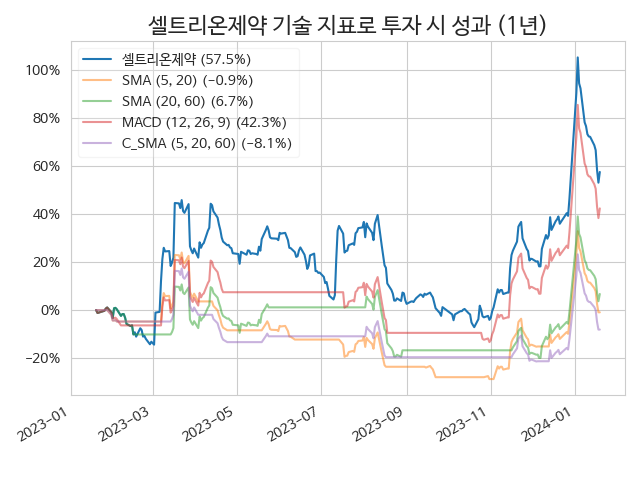 셀트리온제약 기술 지표로 투자 시 성과 (1년)
셀트리온제약 (57.5%)
SMA (5, 20) (−0.9%)
SMA (20, 60) (6.7%)
MACD (12, 26, 9) (42.3%)
C_SMA (5, 20, 60) (−8.1%)
100%
80%
60%
40%
20%
0%
−20%
2023-01
2023-03
2023-05
2023-07
2023-09
2023-11
2024-01